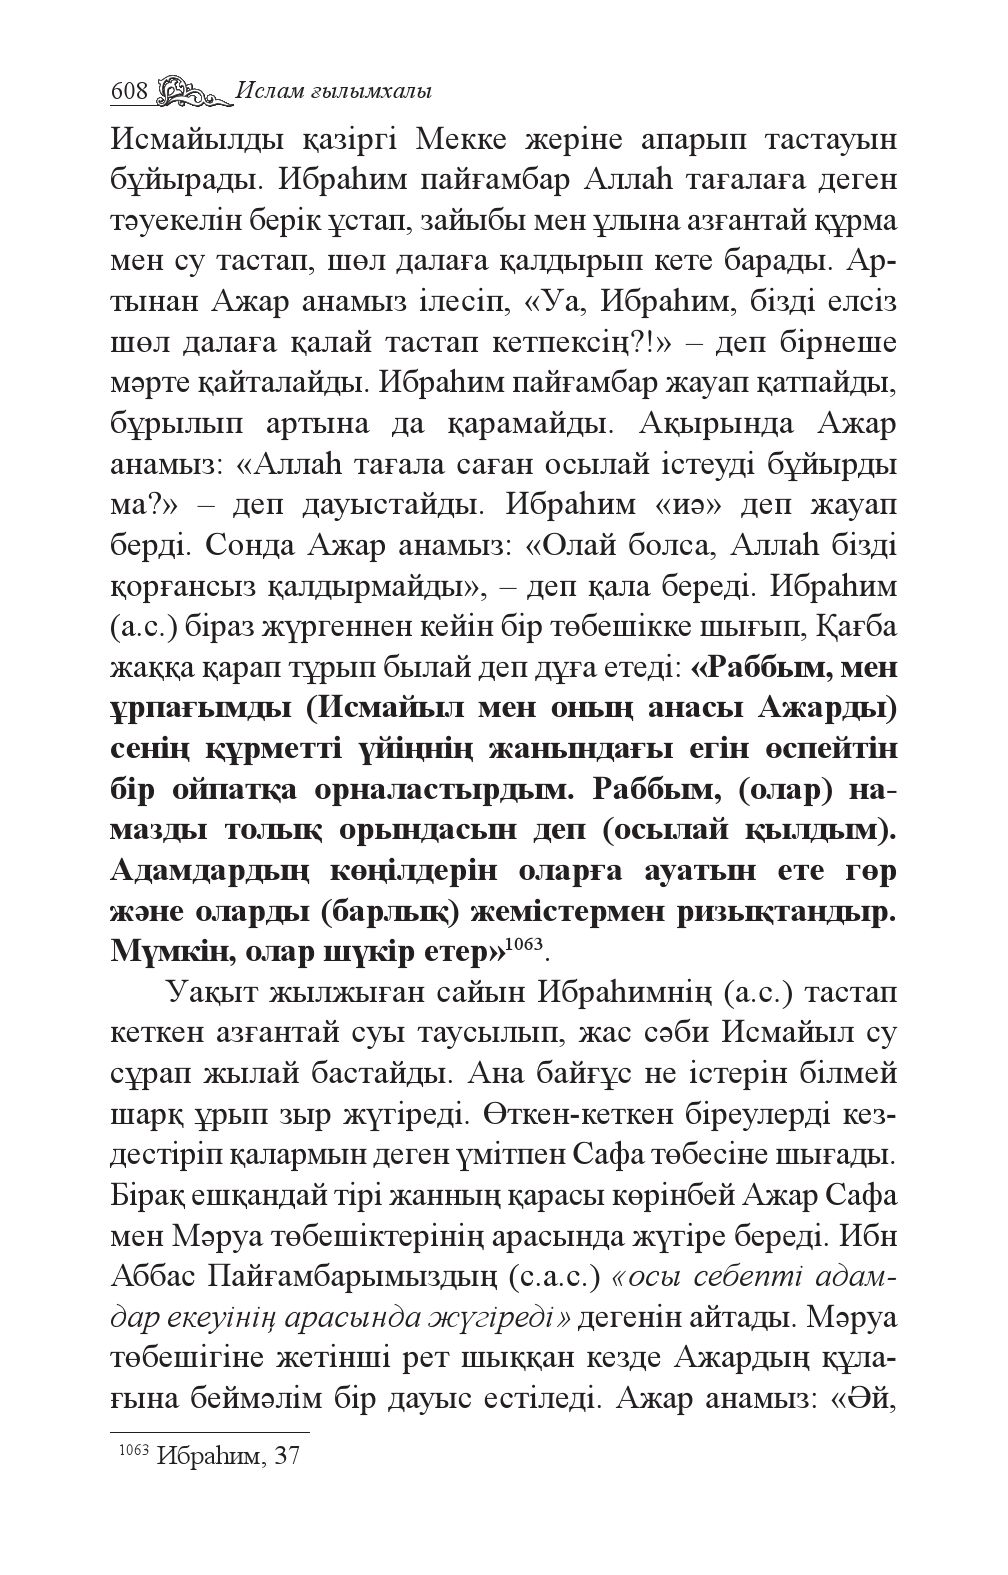 608 Ислам ғылымхалы
Исмайылды қазіргі Мекке жеріне апарып тастауын
бұйырады. Ибраһим пайғамбар Аллаһ тағалаға деген
тәуекелін берік ұстап, зайыбы мен ұлына азғантай құрма
мен су тастап, шөл далаға қалдырып кете барады. Ар-
тынан Ажар анамыз ілесіп, «Уа, Ибраһим, бізді елсіз
шөл далаға қалай тастап кетпексің?!» – деп бірнеше
мәрте қайталайды. Ибраһим пайғамбар жауап қатпайды,
бұрылып артына да қарамайды. Ақырында Ажар
анамыз: «Аллаһ тағала саған осылай істеуді бұйырды
ма?» – деп дауыстайды. Ибраһим «иә» деп жауап
берді. Сонда Ажар анамыз: «Олай болса, Аллаһ бізді
қорғансыз қалдырмайды», – деп қала береді. Ибраһим
(а.с.) біраз жүргеннен кейін бір төбешікке шығып, Қағба
жаққа қарап тұрып былай деп дұға етеді: «Раббым, мен
ұрпағымды (Исмайыл мен оның анасы Ажарды)
сенің құрметті үйіңнің жанындағы егін өспейтін
бір ойпатқа орналастырдым. Раббым, (олар) на-
мазды толық орындасын деп (осылай қылдым).
Адамдардың көңілдерін оларға ауатын ете гөр
және оларды (барлық) жемістермен ризықтандыр.
Мүмкін, олар шүкір етер»1063.
Уақыт жылжыған сайын Ибраһимнің (а.с.) тастап
кеткен азғантай суы таусылып, жас сәби Исмайыл су
сұрап жылай бастайды. Ана байғұс не істерін білмей
шарқ ұрып зыр жүгіреді. Өткен-кеткен біреулерді кез-
дестіріп қалармын деген үмітпен Сафа төбесіне шығады.
Бірақ ешқандай тірі жанның қарасы көрінбей Ажар Сафа
мен Мәруа төбешіктерінің арасында жүгіре береді. Ибн
Аббас Пайғамбарымыздың (с.а.с.) «осы себепті адам-
дар екеуінің арасында жүгіреді» дегенін айтады. Мәруа
төбешігіне жетінші рет шыққан кезде Ажардың құла-
ғына беймәлім бір дауыс естіледі. Ажар анамыз: «Әй,
1063 Ибраһим, 37